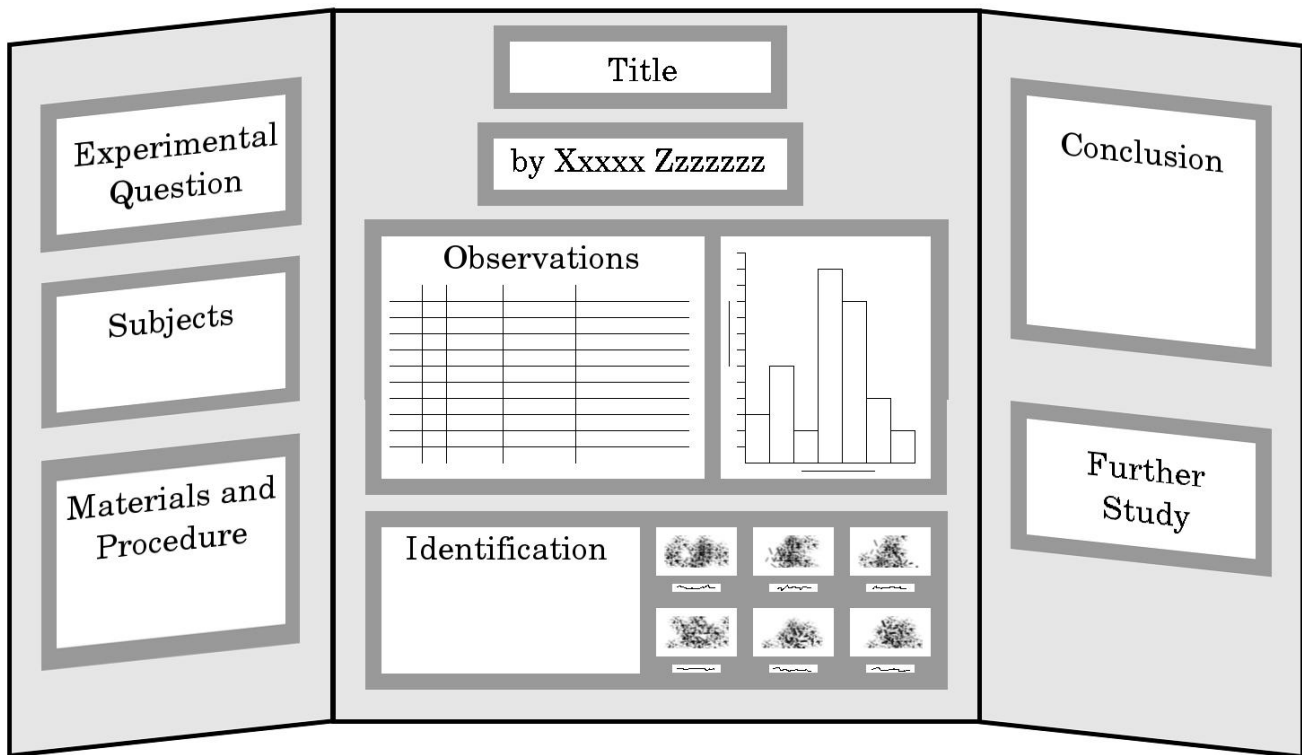 Title
by Xxxxx Zzzzzzz
Experimental
Question
Subjects
Materials and
Procedure
Observations
Identification
Conclusion
Further
Study